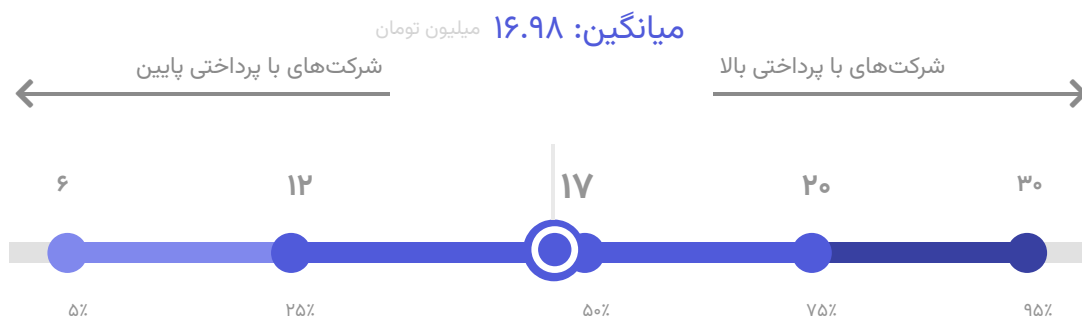 میانگین: ۱۶.۹۸ میلیون تومان
شرکت‌های با پرداختی بالا
شرکت‌های با پرداختی پایین
۶ ۱۲ ۱۷ ۲۰ ۳۰
۵٪ ۲۵٪ ۵۰٪ ۷۵٪ ۹۵٪